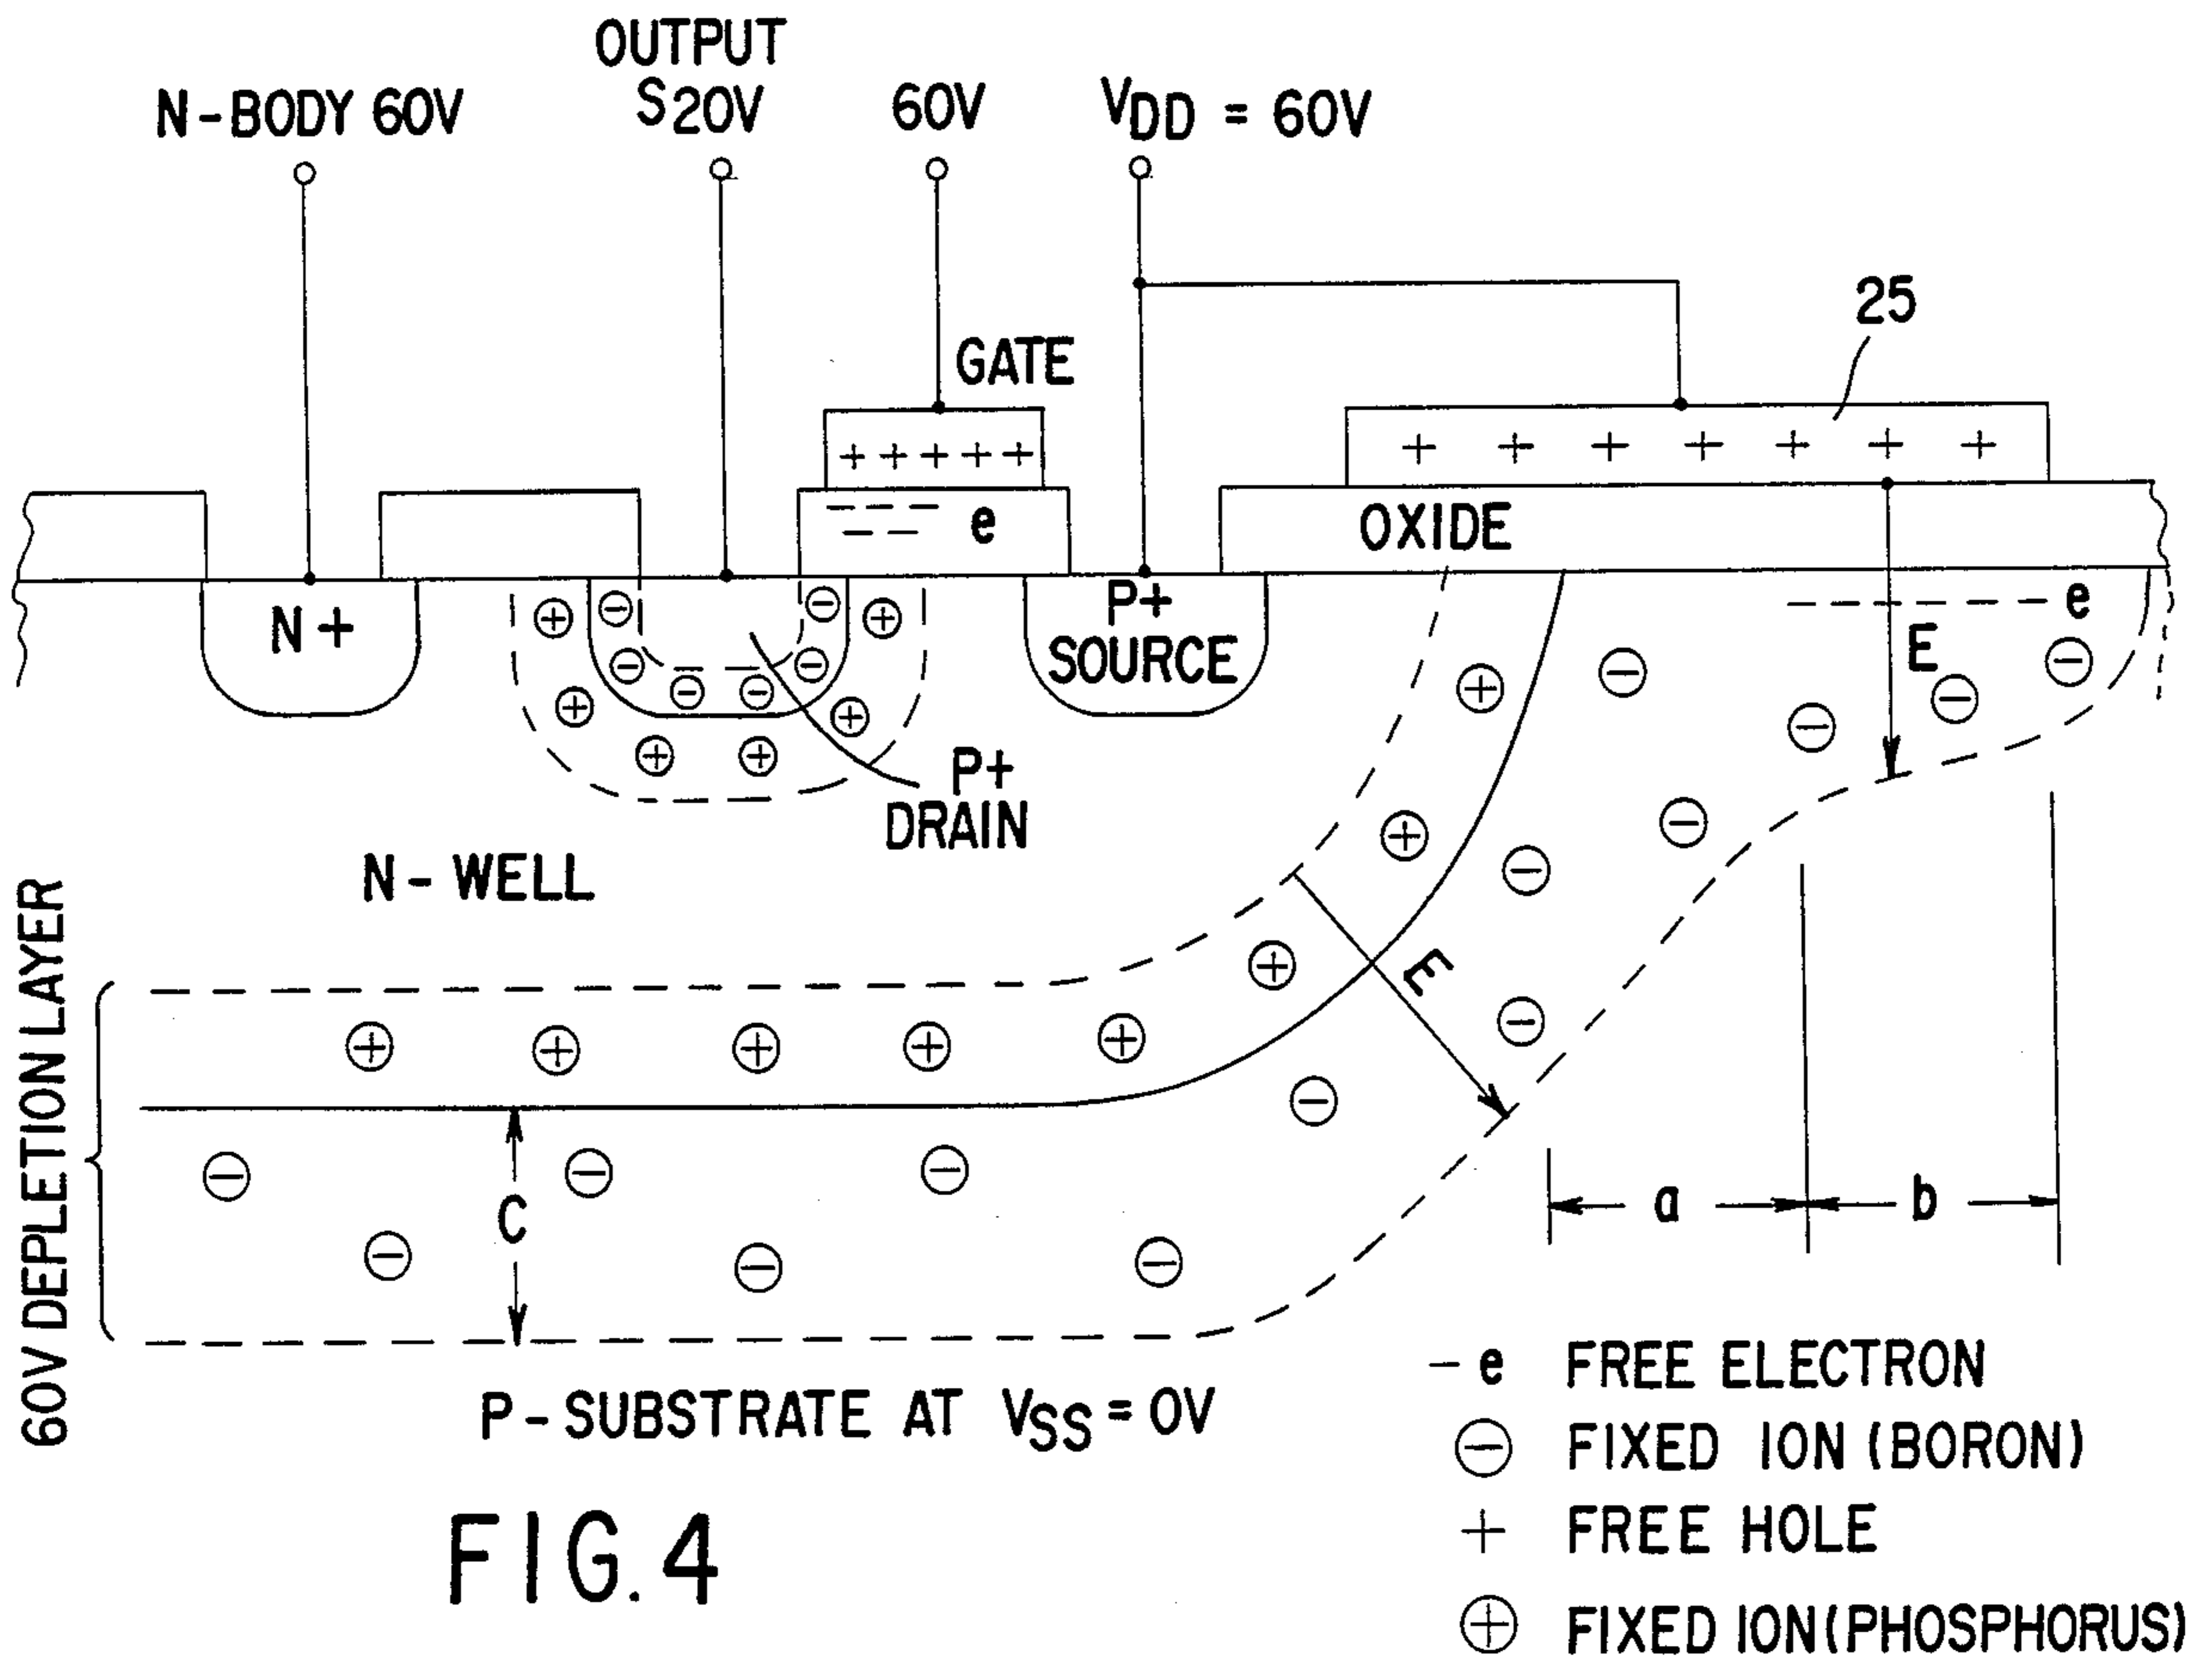 OUTPUT
N-BODY 60V
S20V
60V
VDD = 60V
25
GATE
+ + + + +
+ + + + + + +
e
OXIDE
N+
P+
SOURCE
e
E
P+
DRAIN
N- WELL
60V DEPLETION LAYER
E
C
a
b
P-SUBSTRATE AT VSS=0V
- e FREE ELECTRON
⊖ FIXED ION (BORON)
+ FREE HOLE
⊕ FIXED ION (PHOSPHORUS)
FIG.4